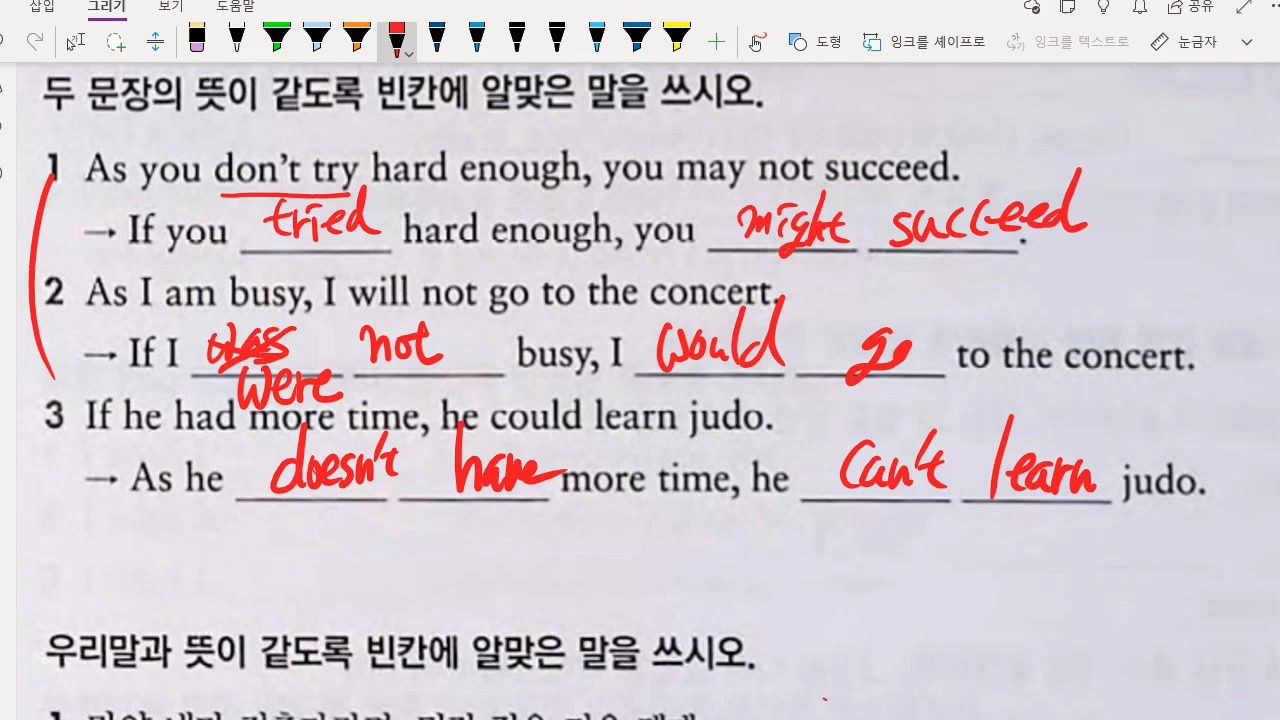 삽입 그리기 보기 도움말 공유
도형 잉크를 셰이프로 잉크를 텍스트로 눈금자
두 문장의 뜻이 같도록 빈칸에 알맞은 말을 쓰시오.
1 As you don't try hard enough, you may not succeed.
→ If you tried hard enough, you might succeed.
2 As I am busy, I will not go to the concert.
→ If I was not busy, I would go to the concert.
were
3 If he had more time, he could learn judo.
→ As he doesn't have more time, he can't learn judo.
우리말과 뜻이 같도록 빈칸에 알맞은 말을 쓰시오.